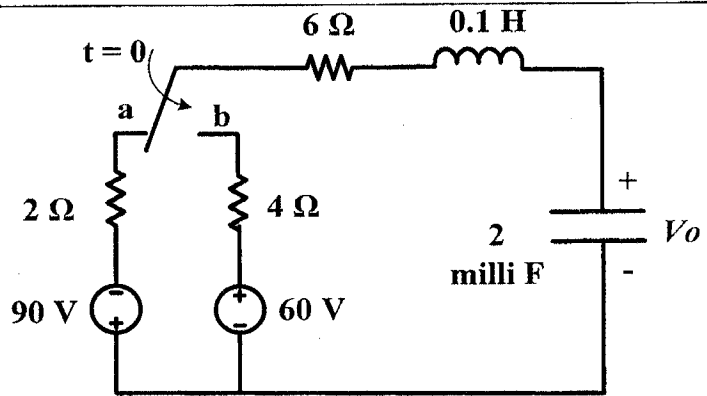 6 Ω
0.1 H
t = 0
a
b
2 Ω
4 Ω
+
2
milli F
Vo
-
90 V
-
+
+
-
60 V